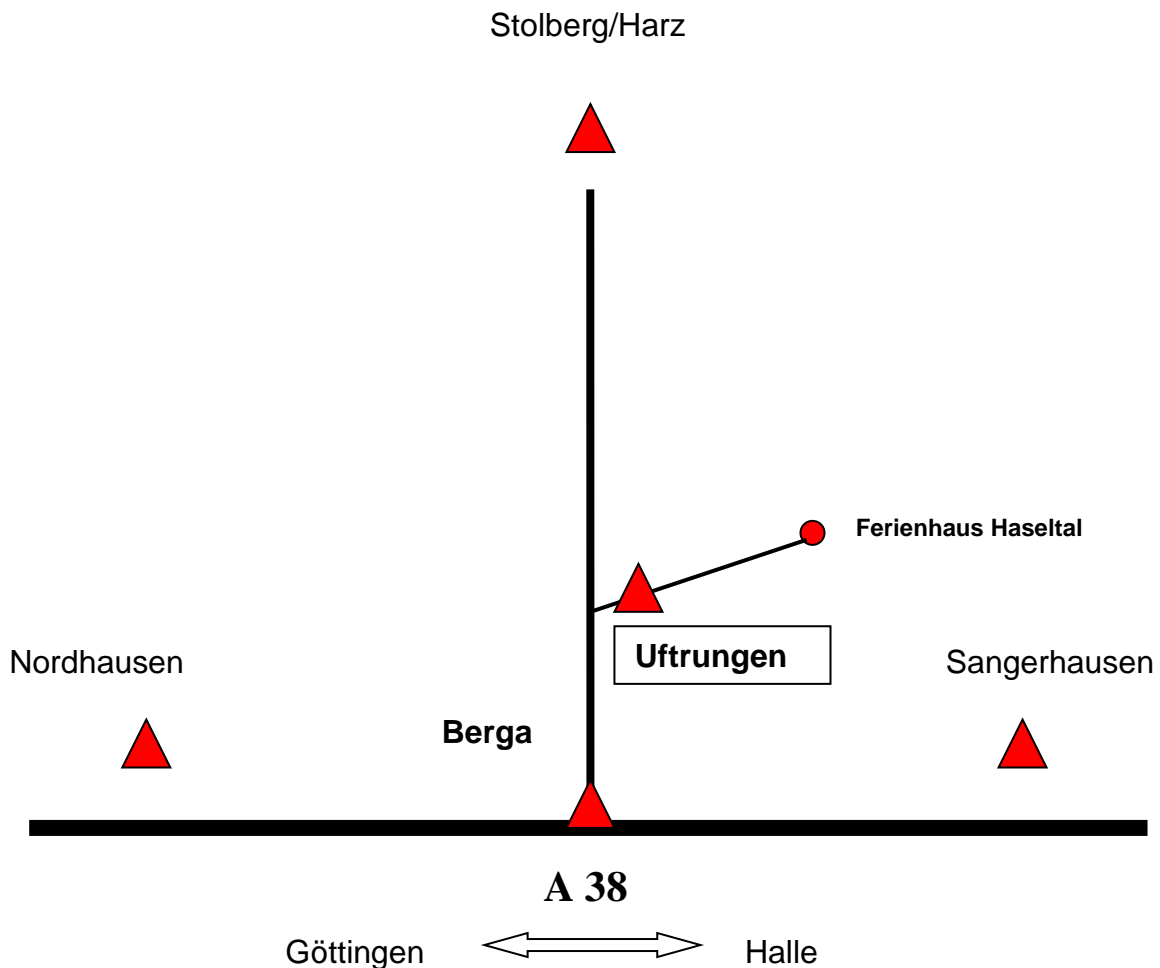 Stolberg/Harz
Ferienhaus Haseltal
Uftrungen
Nordhausen
Sangerhausen
Berga
A 38
Göttingen
Halle